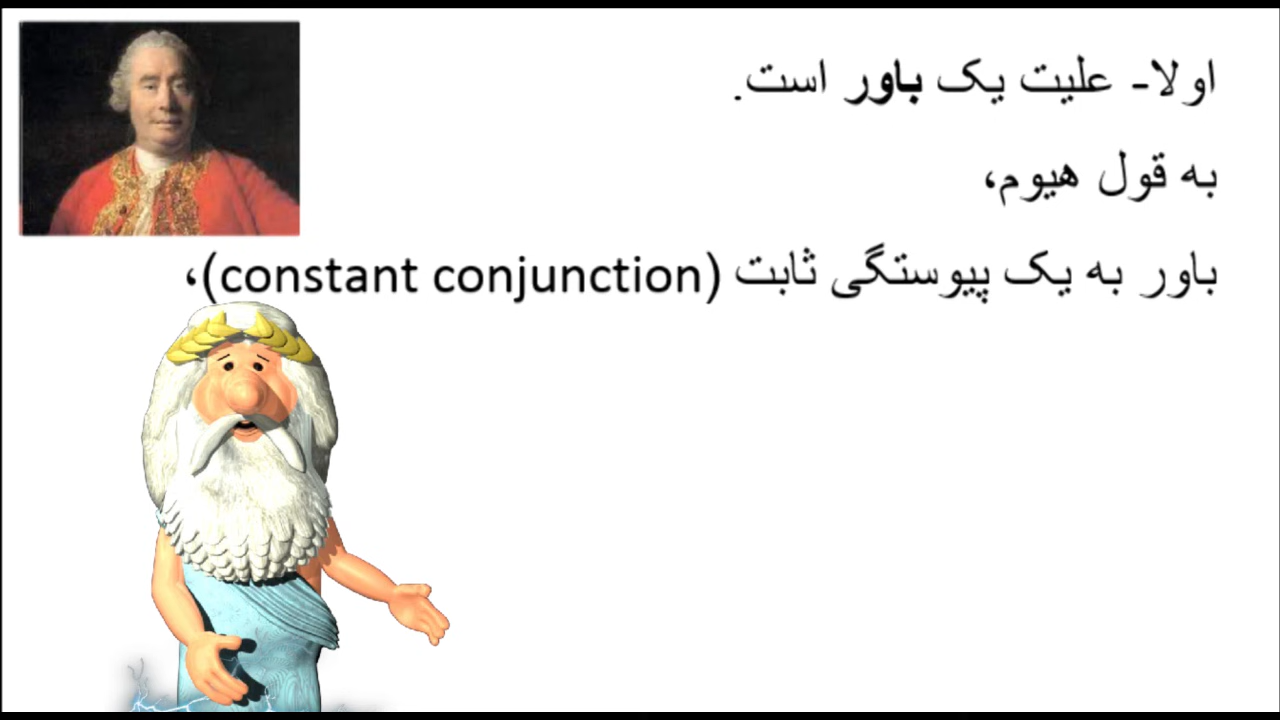 اولا- علیت یک باور است.
به قول هیوم،
باور به یک پیوستگی ثابت (constant conjunction)،